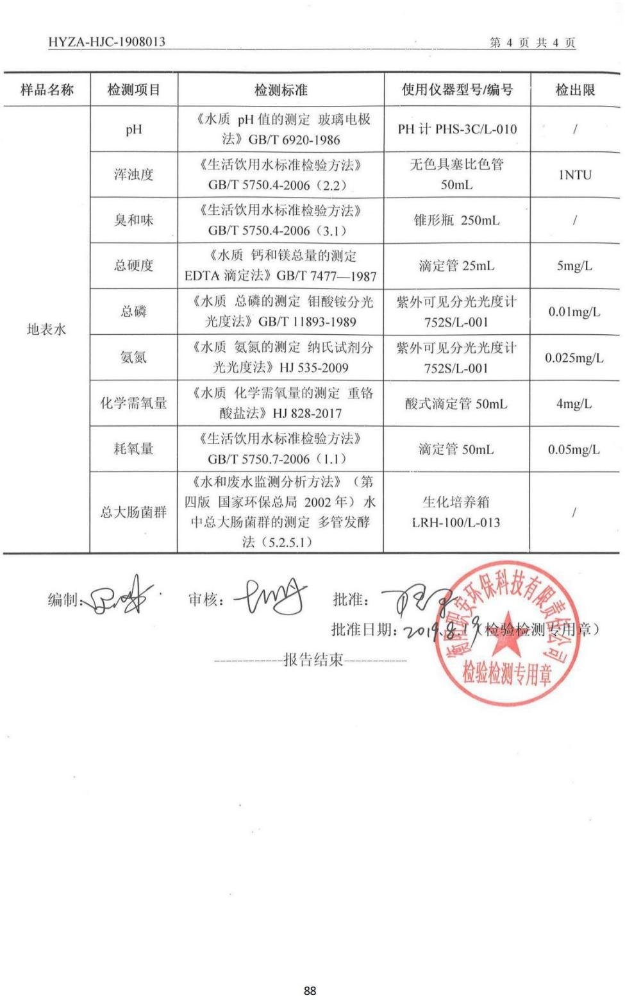 HYZA-HJC-1908013 第 4 页 共 4 页
样品名称 检测项目 检测标准 使用仪器型号/编号 检出限
地表水
pH
《水质 pH 值的测定 玻璃电极
法》GB/T 6920-1986
PH 计 PHS-3C/L-010
/
浑浊度
《生活饮用水标准检验方法》
GB/T 5750.4-2006（2.2）
无色具塞比色管
50mL
1NTU
臭和味
《生活饮用水标准检验方法》
GB/T 5750.4-2006（3.1）
锥形瓶 250mL
/
总硬度
《水质 钙和镁总量的测定
EDTA 滴定法》GB/T 7477—1987
滴定管 25mL
5mg/L
总磷
《水质 总磷的测定 钼酸铵分光
光度法》GB/T 11893-1989
紫外可见分光光度计
752S/L-001
0.01mg/L
氨氮
《水质 氨氮的测定 纳氏试剂分
光光度法》HJ 535-2009
紫外可见分光光度计
752S/L-001
0.025mg/L
化学需氧量
《水质 化学需氧量的测定 重铬
酸盐法》HJ 828-2017
酸式滴定管 50mL
4mg/L
耗氧量
《生活饮用水标准检验方法》
GB/T 5750.7-2006（1.1）
滴定管 50mL
0.05mg/L
总大肠菌群
《水和废水监测分析方法》（第
四版 国家环保总局 2002 年）水
中总大肠菌群的测定 多管发酵
法（5.2.5.1）
生化培养箱
LRH-100/L-013
/
编制: 审核: 批准:
批准日期: 2019.8.19（检验检测专用章）
------------报告结束-----------
衡阳职安环保科技有限责任公司
检验检测专用章
88